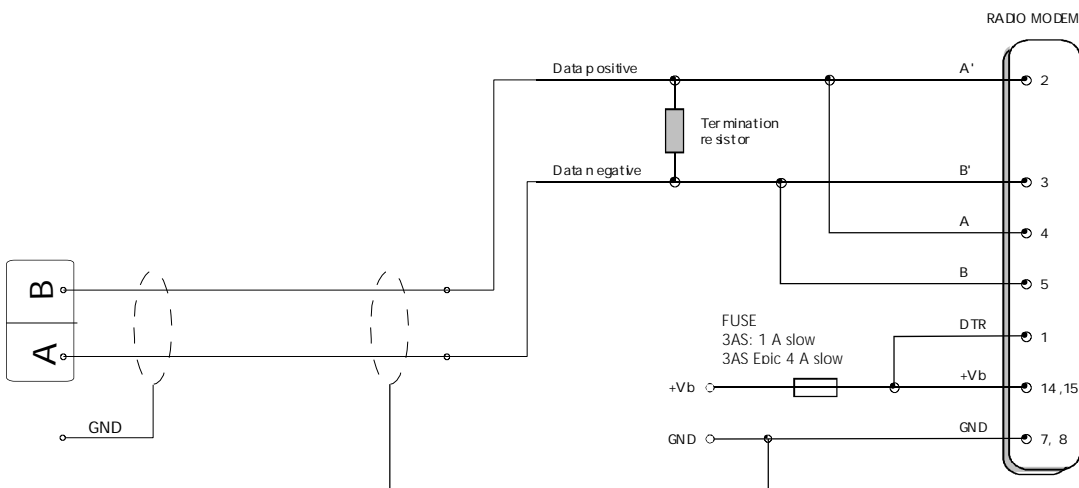 RADIO MODEM
Data positive
A'
2
Termination
resistor
Data negative
B'
3
A
4
B
B
5
A
FUSE
3AS: 1 A slow
3AS Epic 4 A slow
DTR
1
+Vb
+Vb
14,15
GND
GND
GND
7, 8